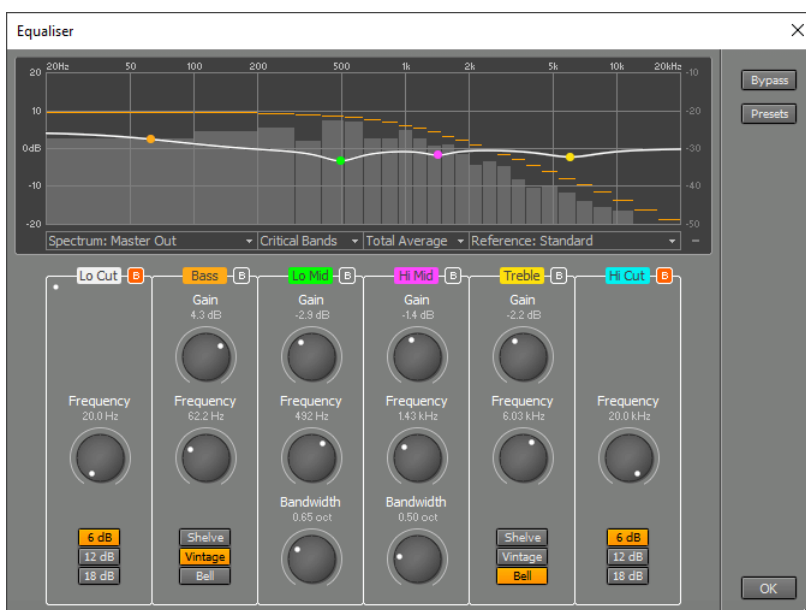 Equaliser
20 20Hz 50 100 200 500 1k 2k 5k 10k 20kHz -10
Bypass
10 -20
Presets
0dB -30
-10 -40
-20 -50
Spectrum: Master Out Critical Bands Total Average Reference: Standard
Lo Cut B Bass B Lo Mid B Hi Mid B Treble B Hi Cut B
Gain Gain Gain Gain
4.3 dB -2.9 dB -1.4 dB -2.2 dB
Frequency Frequency Frequency Frequency Frequency Frequency
20.0 Hz 62.2 Hz 492 Hz 1.43 kHz 6.03 kHz 20.0 kHz
Bandwidth Bandwidth
0.65 oct 0.50 oct
6 dB Shelve Shelve 6 dB
12 dB Vintage Vintage 12 dB
18 dB Bell Bell 18 dB
OK